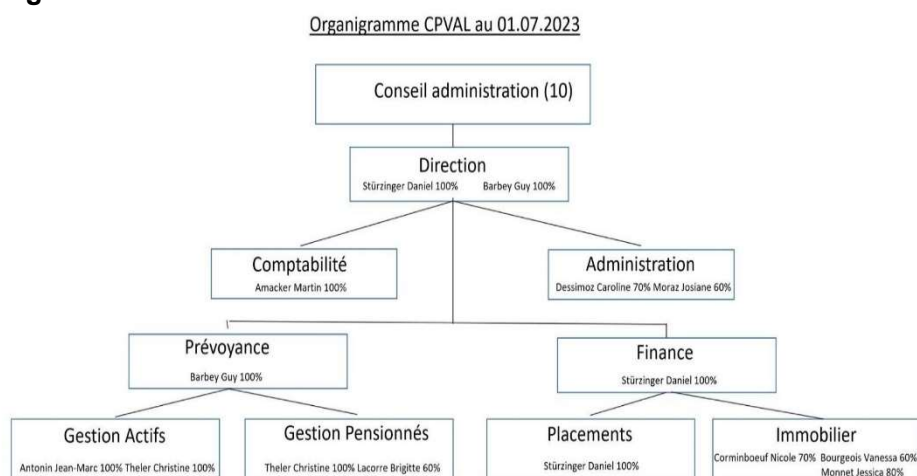 Organigramme CPVAL au 01.07.2023
Conseil administration (10)
Direction
Stürzinger Daniel 100% Barbey Guy 100%
Comptabilité
Amacker Martin 100%
Administration
Dessimoz Caroline 70% Moraz Josiane 60%
Prévoyance
Barbey Guy 100%
Finance
Stürzinger Daniel 100%
Gestion Actifs
Antonin Jean-Marc 100% Theler Christine 100%
Gestion Pensionnés
Theler Christine 100% Lacorre Brigitte 60%
Placements
Stürzinger Daniel 100%
Immobilier
Corminboeuf Nicole 70% Bourgeois Vanessa 60%
Monnet Jessica 80%